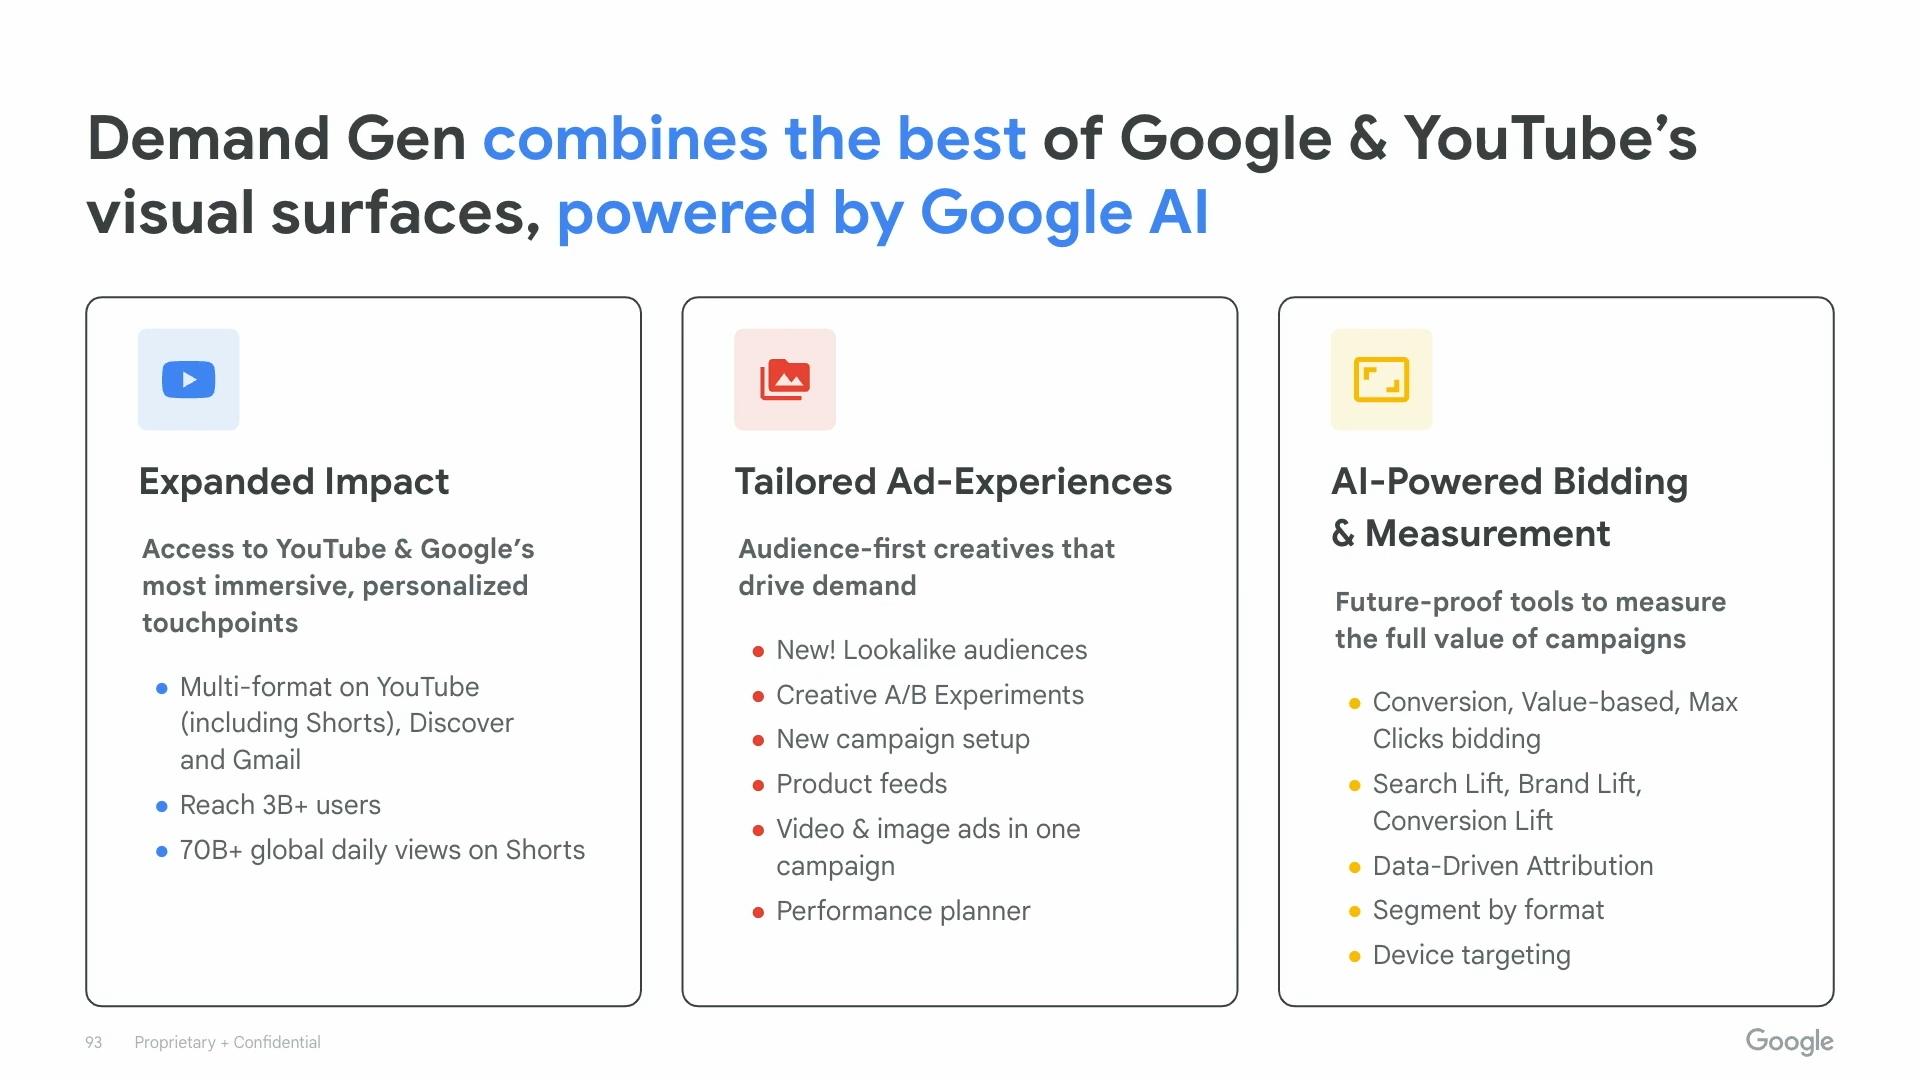 Demand Gen combines the best of Google & YouTube’s
visual surfaces, powered by Google AI
Expanded Impact
Access to YouTube & Google’s
most immersive, personalized
touchpoints
● Multi-format on YouTube
(including Shorts), Discover
and Gmail
● Reach 3B+ users
● 70B+ global daily views on Shorts
Tailored Ad-Experiences
Audience-first creatives that
drive demand
● New! Lookalike audiences
● Creative A/B Experiments
● New campaign setup
● Product feeds
● Video & image ads in one
campaign
● Performance planner
AI-Powered Bidding
& Measurement
Future-proof tools to measure
the full value of campaigns
● Conversion, Value-based, Max
Clicks bidding
● Search Lift, Brand Lift,
Conversion Lift
● Data-Driven Attribution
● Segment by format
● Device targeting
93 Proprietary + Confidential
Google